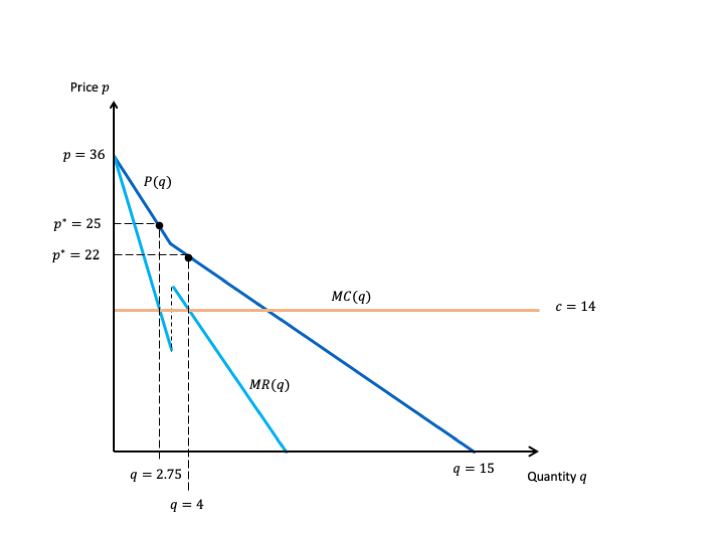 Price p
p = 36
P(q)
p* = 25
p* = 22
MC(q)
c = 14
MR(q)
q = 2.75
q = 15
Quantity q
q = 4